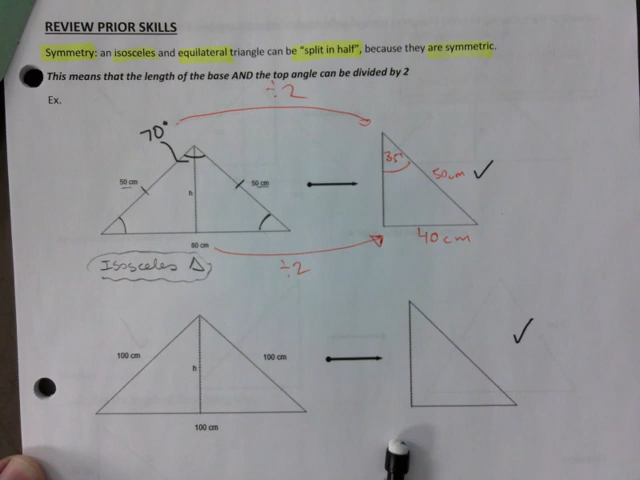 REVIEW PRIOR SKILLS
Symmetry: an isosceles and equilateral triangle can be "split in half", because they are symmetric.
This means that the length of the base AND the top angle can be divided by 2
Ex.
÷2
70°
35°
50 cm
50 cm
h
50cm
80 cm
40cm
÷2
Isosceles Δ
100 cm
100 cm
h
100 cm